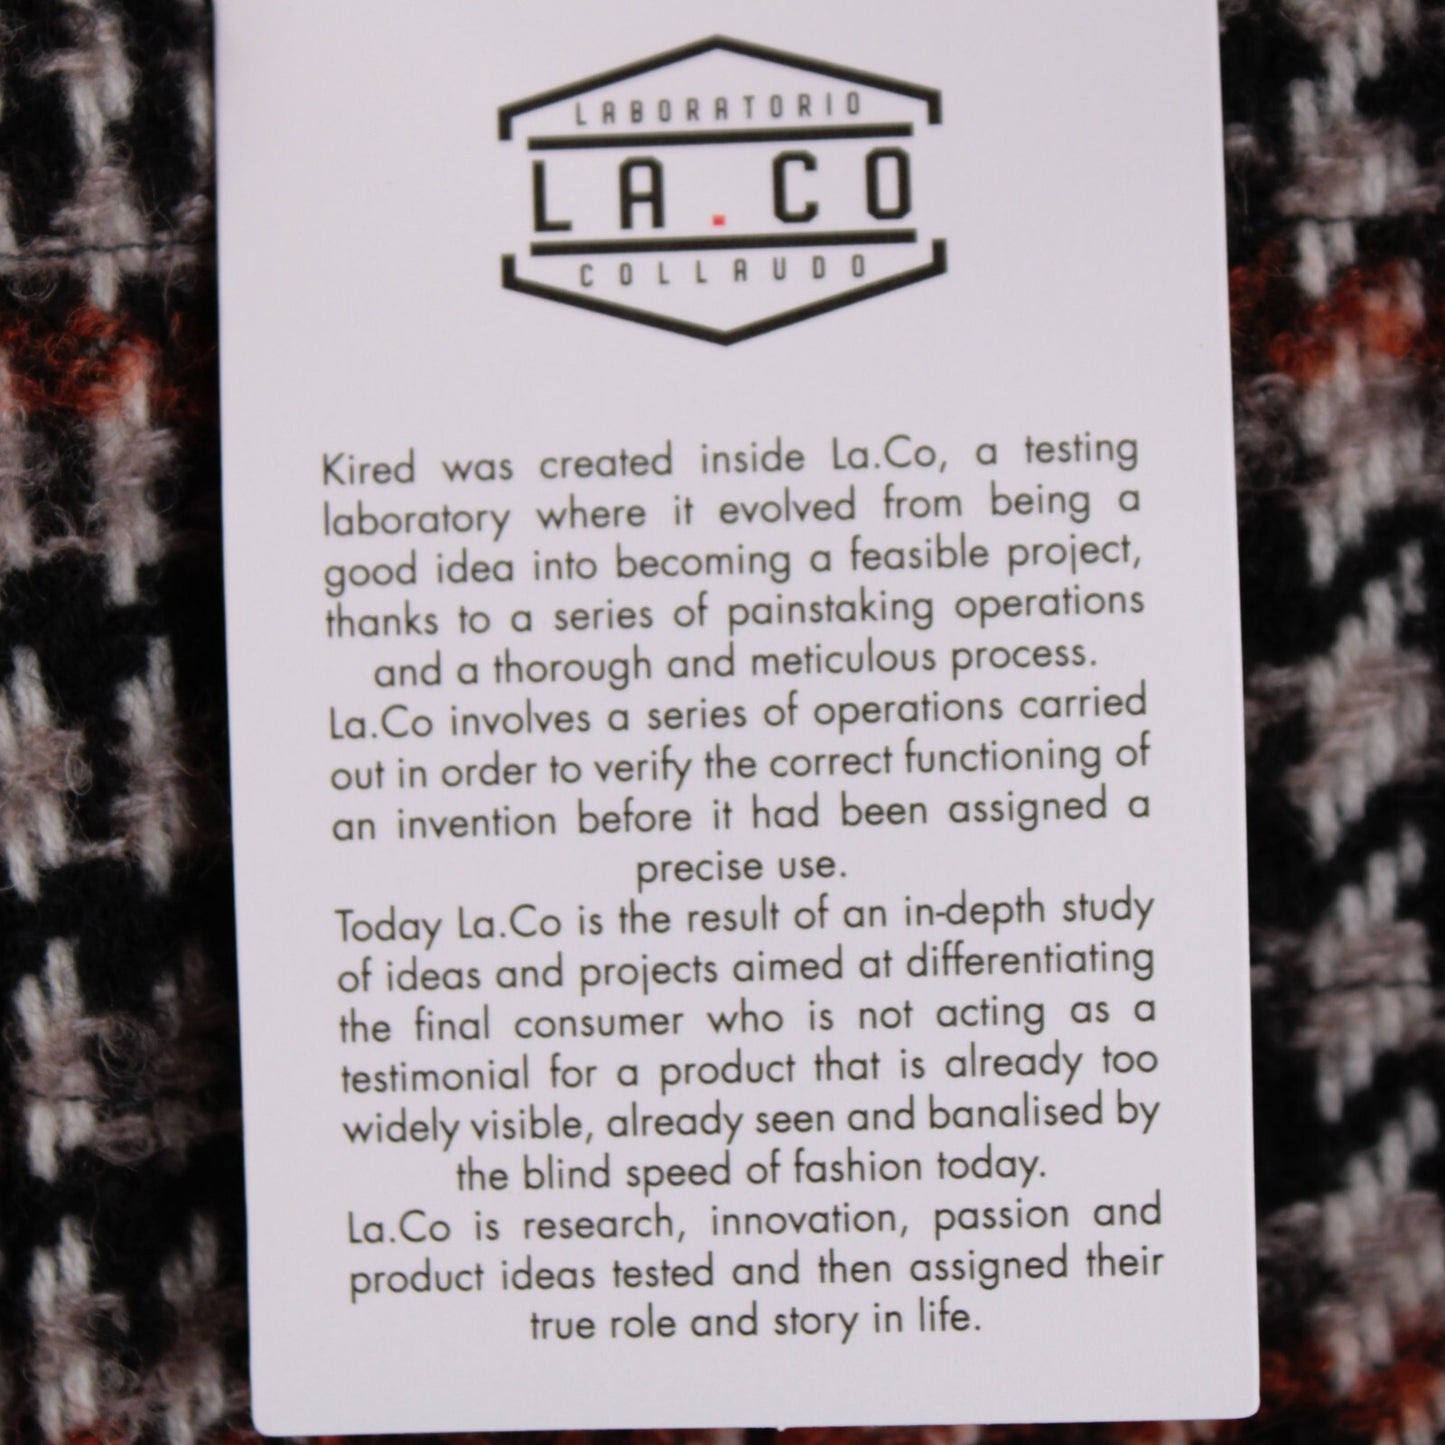 LABORATORIO
LA.CO
COLLAUDO
Kired was created inside La.Co, a testing
laboratory where it evolved from being a
good idea into becoming a feasible project,
thanks to a series of painstaking operations
and a thorough and meticulous process.
La.Co involves a series of operations carried
out in order to verify the correct functioning of
an invention before it had been assigned a
precise use.
Today La.Co is the result of an in-depth study
of ideas and projects aimed at differentiating
the final consumer who is not acting as a
testimonial for a product that is already too
widely visible, already seen and banalised by
the blind speed of fashion today.
La.Co is research, innovation, passion and
product ideas tested and then assigned their
true role and story in life.